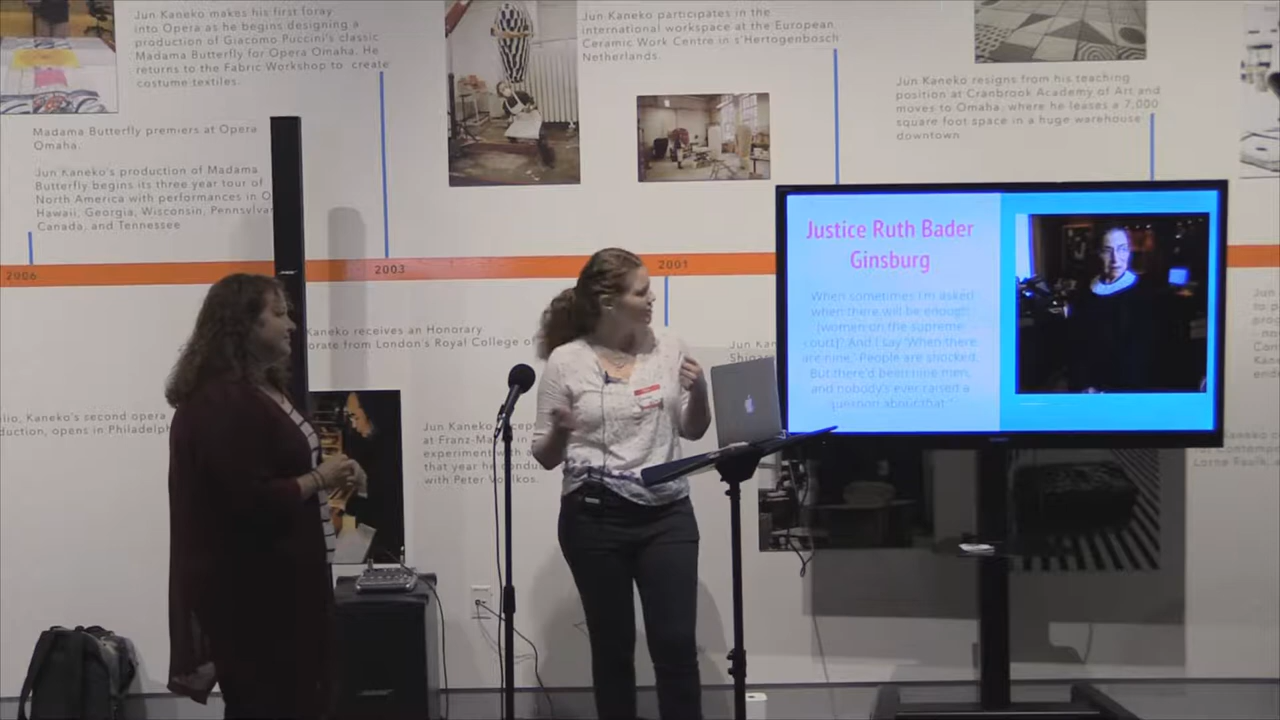 Jun Kaneko makes his first foray
into Opera as he begins designing a
production of Giacomo Puccini's classic
Madama Butterfly for Opera Omaha. He
returns to the Fabric Workshop to create
costume textiles.
Madama Butterfly premiers at Opera
Omaha.
Jun Kaneko's production of Madama
Butterfly begins its three year tour of
North America with performances in O
Hawaii, Georgia, Wisconsin, Pennsylvan
Canada, and Tennessee
Jun Kaneko participates in the
international workspace at the European
Ceramic Work Centre in s'Hertogenbosch
Netherlands.
Jun Kaneko resigns from his teaching
position at Cranbrook Academy of Art and
moves to Omaha, where he leases a 7,000
square foot space in a huge warehouse
downtown.
2006
2003
2001
Kaneko receives an Honorary
orate from London's Royal College of
Kaneko's second opera
duction, opens in Philadelph
Jun Kaneko
at Franz-Ma in
experiment with a
that year he
with Peter
Jun Kan
Justice Ruth Bader
Ginsburg
When sometimes I'm asked
when there will be enough
[women on the supreme
court]? And I say 'When there
are nine.' People are shocked.
But there'd been nine men,
and nobody's ever raised a
question about that."